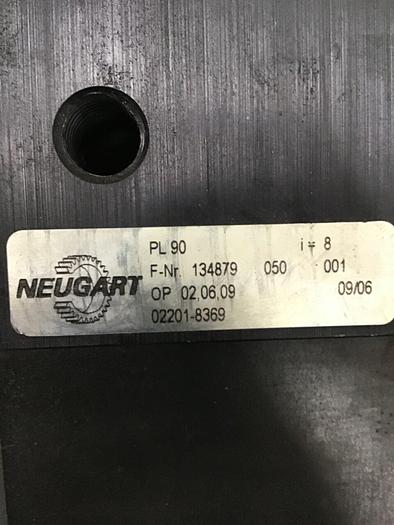 NEUGART
PL 90 i = 8
F-Nr. 134879 050 001
OP 02,06,09 09/06
02201-8369